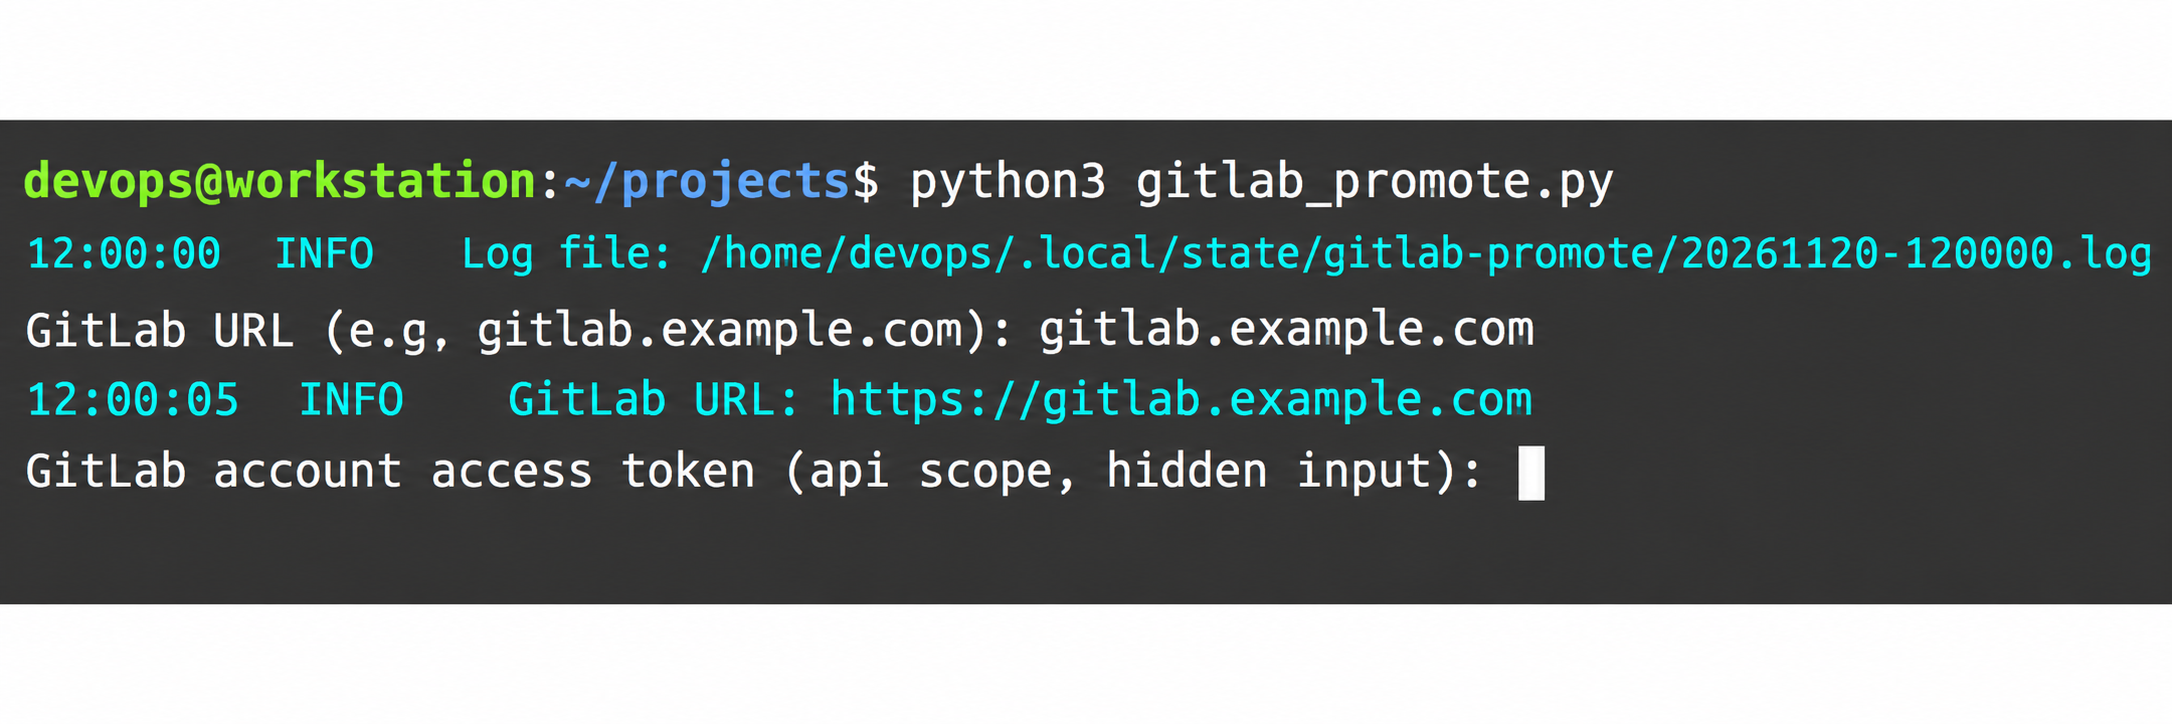 devops@workstation:~/projects$ python3 gitlab_promote.py
12:00:00 INFO Log file: /home/devops/.local/state/gitlab-promote/20261120-120000.log
GitLab URL (e.g, gitlab.example.com): gitlab.example.com
12:00:05 INFO GitLab URL: https://gitlab.example.com
GitLab account access token (api scope, hidden input):